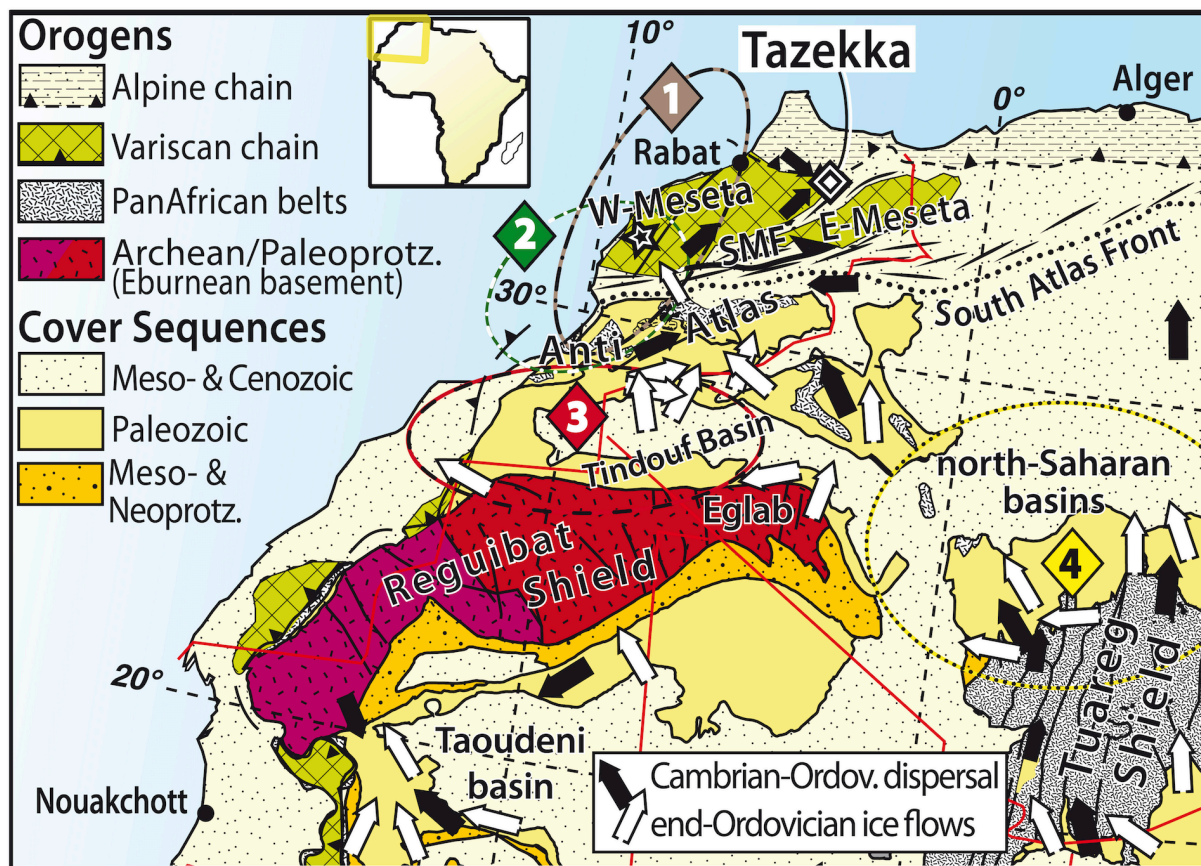 Orogens
Alpine chain
Variscan chain
PanAfrican belts
Archean/Paleoprotz.
(Eburnean basement)
Cover Sequences
Meso- & Cenozoic
Paleozoic
Meso- &
Neoprotz.
10°
Tazekka
0°
Alger
1
Rabat
W-Meseta
2
SMF
E-Meseta
30°
South Atlas Front
Anti Atlas
3
Tindouf Basin
north-Saharan
basins
Eglab
Reguibat
Shield
4
20°
Tuareg
Shield
Taoudeni
basin
Nouakchott
Cambrian-Ordov. dispersal
end-Ordovician ice flows